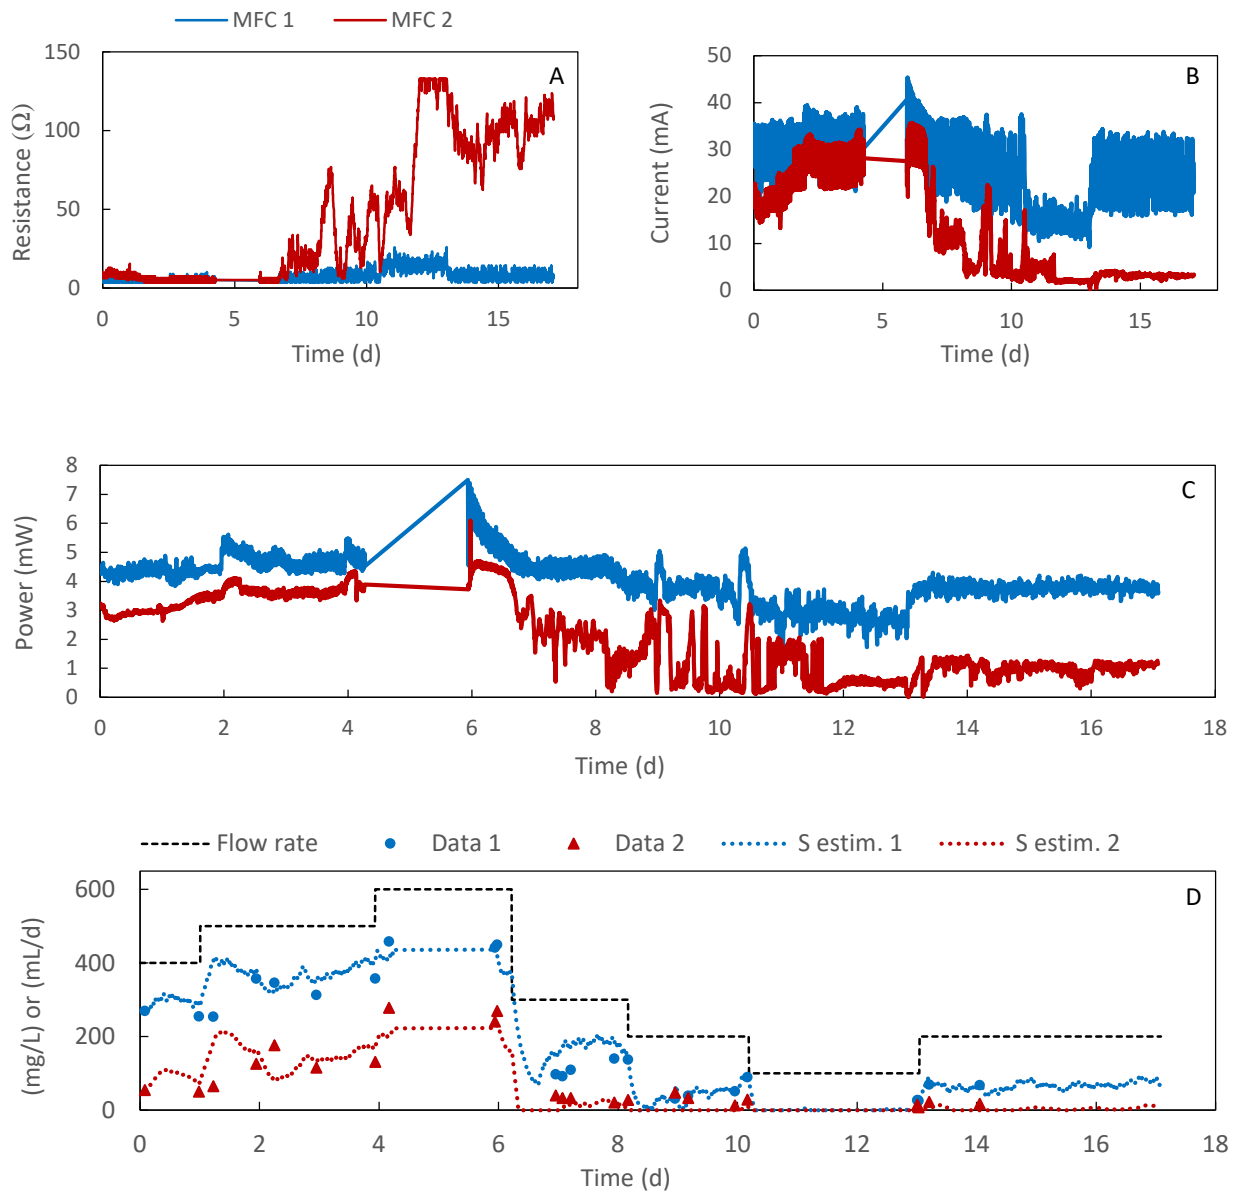 MFC 1 MFC 2
150
100
50
0
A
Resistance (Ω)
0 5 10 15
Time (d)
50
40
30
20
10
0
B
Current (mA)
0 5 10 15
Time (d)
8
7
6
5
4
3
2
1
0
C
Power (mW)
0 2 4 6 8 10 12 14 16 18
Time (d)
Flow rate Data 1 Data 2 S estim. 1 S estim. 2
600
400
200
0
D
(mg/L) or (mL/d)
0 2 4 6 8 10 12 14 16 18
Time (d)